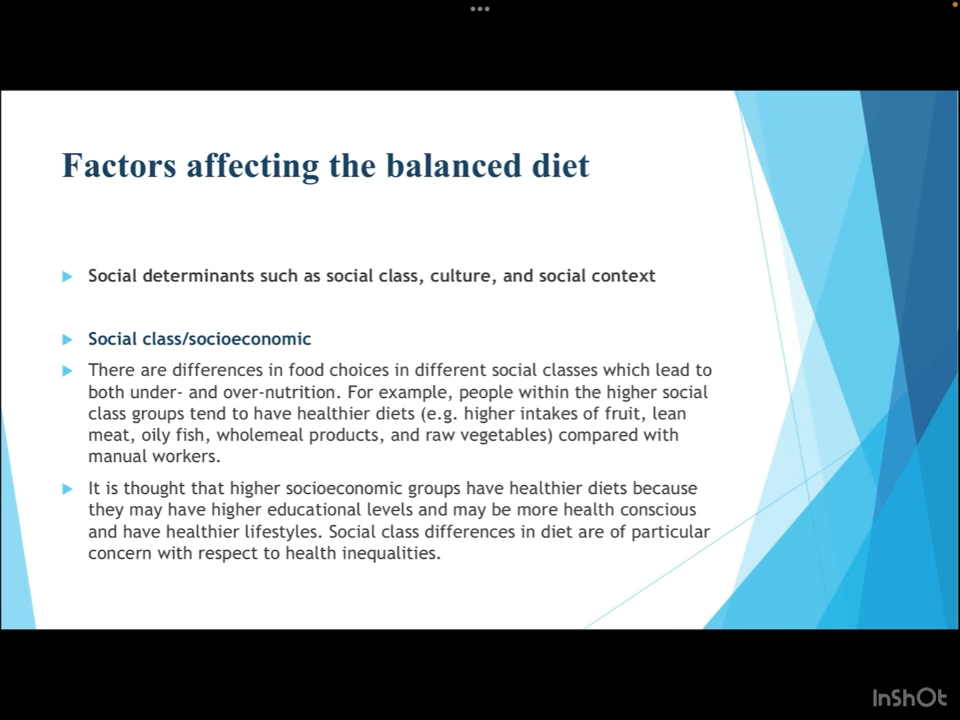 Factors affecting the balanced diet
Social determinants such as social class, culture, and social context
Social class/socioeconomic
There are differences in food choices in different social classes which lead to
both under- and over-nutrition. For example, people within the higher social
class groups tend to have healthier diets (e.g. higher intakes of fruit, lean
meat, oily fish, wholemeal products, and raw vegetables) compared with
manual workers.
It is thought that higher socioeconomic groups have healthier diets because
they may have higher educational levels and may be more health conscious
and have healthier lifestyles. Social class differences in diet are of particular
concern with respect to health inequalities.
InShOt